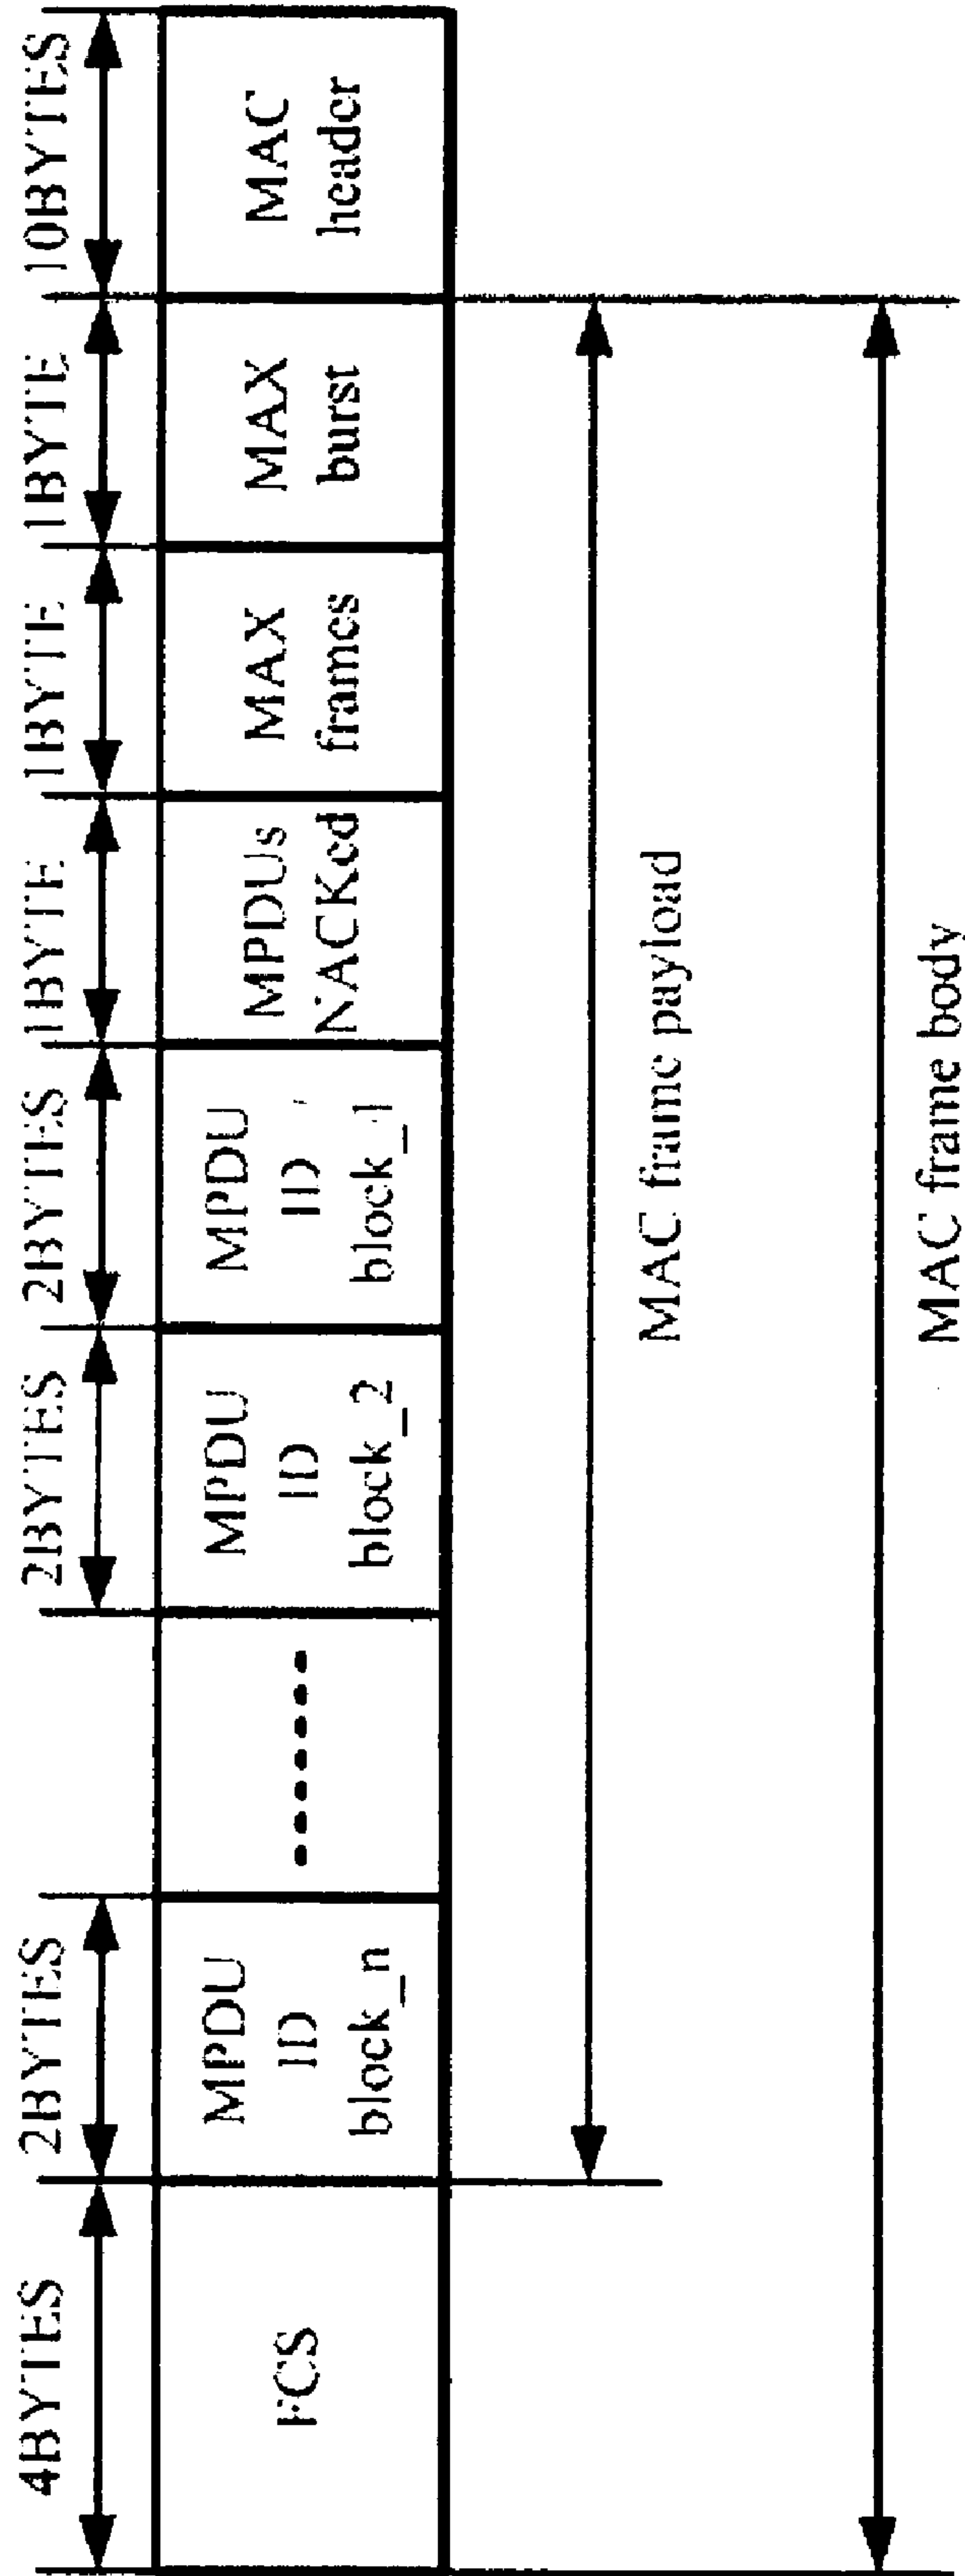 4BYTES
2BYTES
2BYTES
2BYTES
1BYTE
1BYTE
1BYTE
10BYTES
FCS
MPDU
ID
block_n
MPDU
ID
block_2
MPDU
ID
block_1
MPDUs
NACKed
MAX
frames
MAX
burst
MAC
header
MAC frame payload
MAC frame body